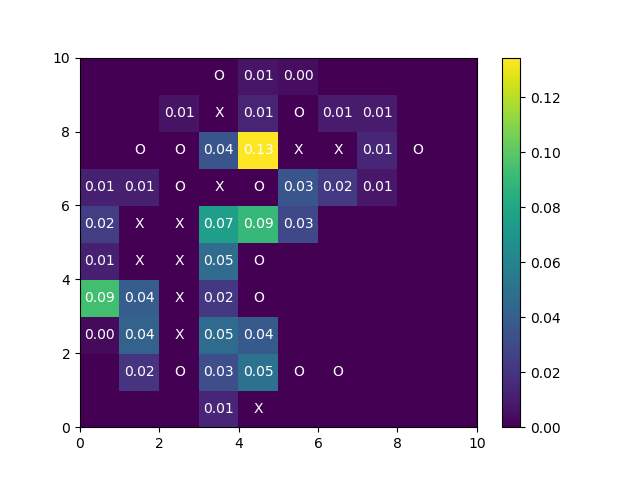 10
O 0.01 0.00
0.01 X 0.01 O 0.01 0.01
8
O O 0.04 0.13 X X 0.01 O
0.01 0.01 O X O 0.03 0.02 0.01
6
0.02 X X 0.07 0.09 0.03
0.01 X X 0.05 O
4
0.09 0.04 X 0.02 O
0.00 0.04 X 0.05 0.04
2
0.02 O 0.03 0.05 O O
0.01 X
0
0 2 4 6 8 10
0.12
0.10
0.08
0.06
0.04
0.02
0.00